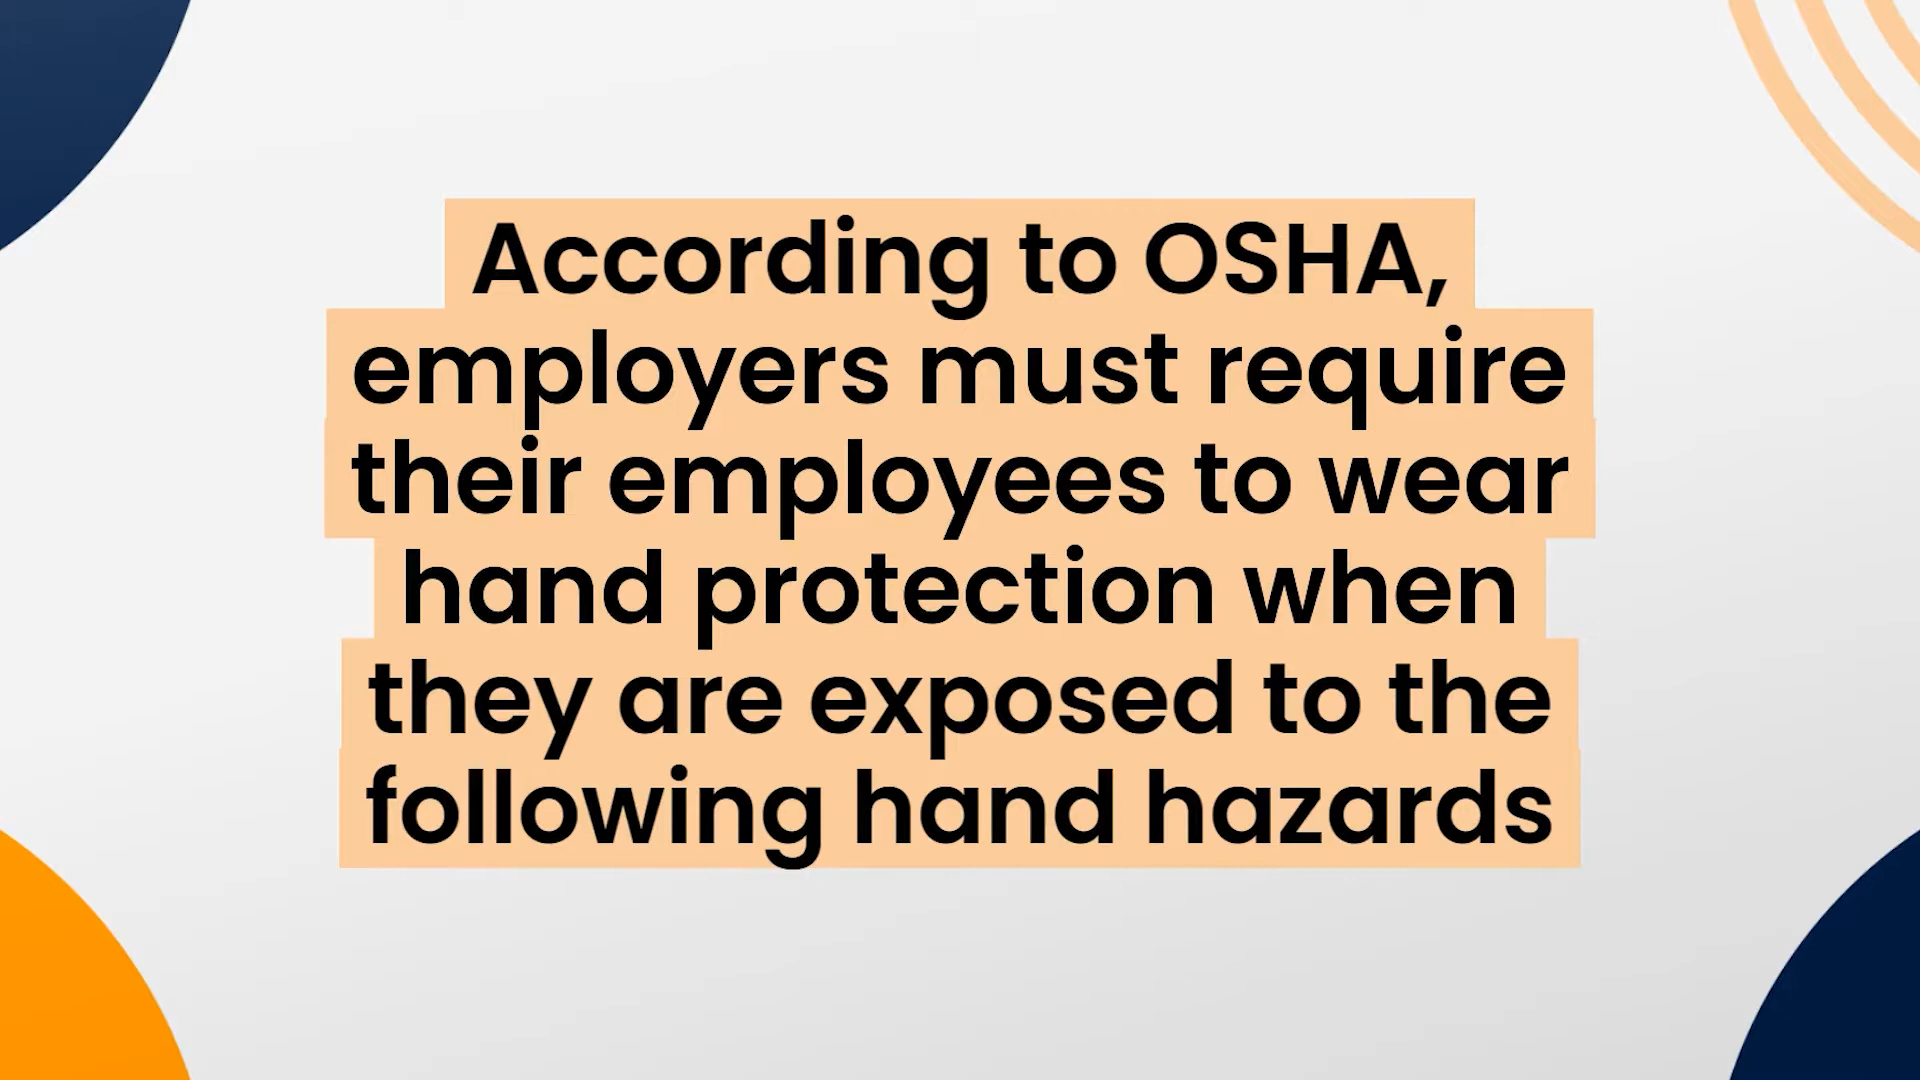 According to OSHA,
employers must require
their employees to wear
hand protection when
they are exposed to the
following hand hazards